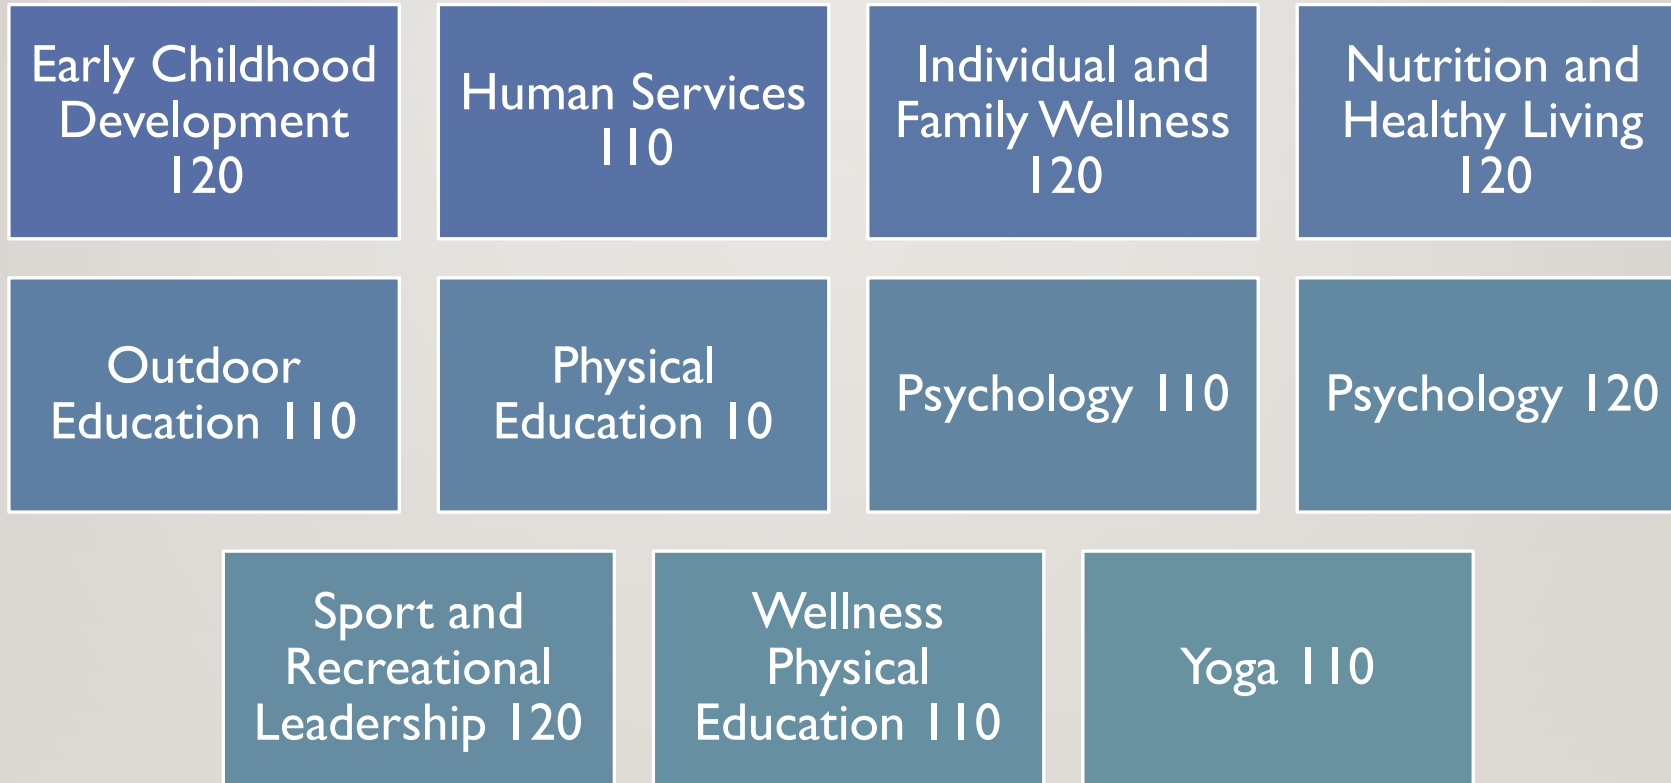 Early Childhood
Development
120
Human Services
110
Individual and
Family Wellness
120
Nutrition and
Healthy Living
120
Outdoor
Education 110
Physical
Education 10
Psychology 110
Psychology 120
Sport and
Recreational
Leadership 120
Wellness
Physical
Education 110
Yoga 110